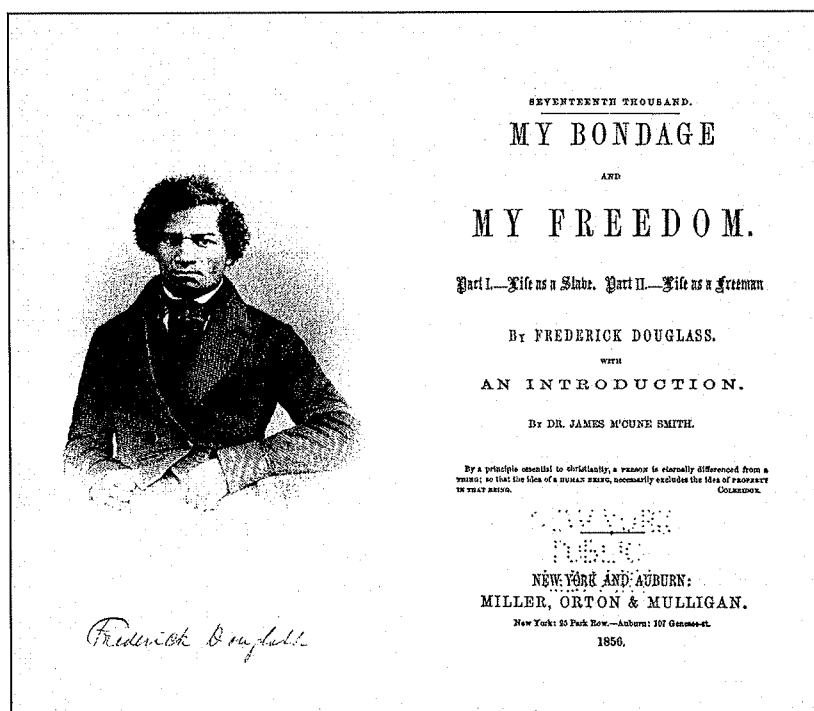 SEVENTEENTH THOUSAND.
MY BONDAGE
AND
MY FREEDOM.
Part I.—Life as a Slave. Part II.—Life as a Freeman
By FREDERICK DOUGLASS.
WITH
AN INTRODUCTION.
By DR. JAMES M'CUNE SMITH.
By a principle essential to christianity, a PERSON is eternally differenced from a
THING; so that the idea of a HUMAN BEING, necessarily excludes the idea of PROPERTY
IN THAT BEING. COLERIDGE.
NEW YORK
PUBLIC
NEW YORK AND AUBURN:
MILLER, ORTON & MULLIGAN.
New York: 25 Park Row.—Auburn: 107 Genesee-st.
1856.
Frederick Douglass